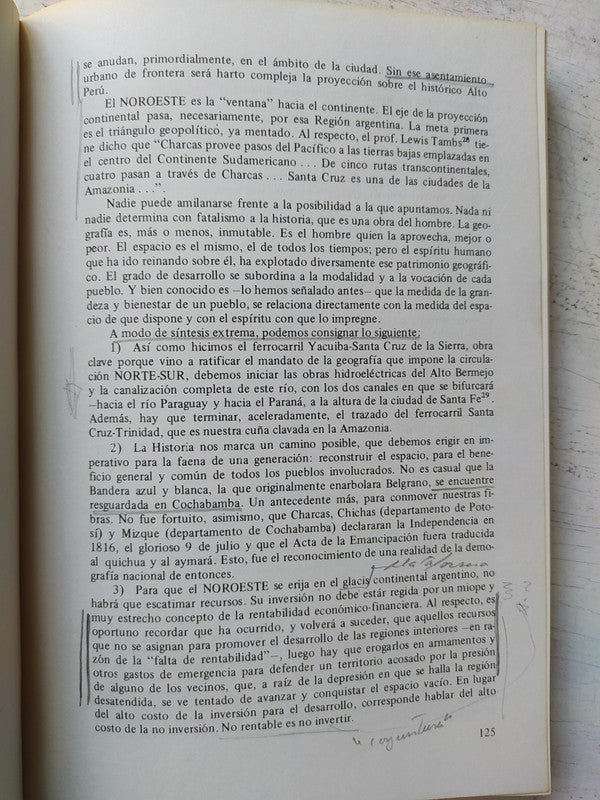 se anudan, primordialmente, en el ámbito de la ciudad. Sin ese asentamiento
urbano de frontera será harto compleja la proyección sobre el histórico Alto
Perú.
El NOROESTE es la "ventana" hacia el continente. El eje de la proyección
continental pasa, necesariamente, por esa Región argentina. La meta primera
es el triángulo geopolítico, ya mentado. Al respecto, el prof. Lewis Tambs28 tie-
ne dicho que "Charcas provee pasos del Pacífico a las tierras bajas emplazadas en
el centro del Continente Sudamericano . . . De cinco rutas transcontinentales,
cuatro pasan a través de Charcas . . . Santa Cruz es una de las ciudades de la
Amazonia . . .".
Nadie puede amilanarse frente a la posibilidad a la que apuntamos. Nada ni
nadie determina con fatalismo a la historia, que es una obra del hombre. La geo-
grafía es, más o menos, inmutable. Es el hombre quien la aprovecha, mejor o
peor. El espacio es el mismo, el de todos los tiempos; pero el espíritu humano
que ha ido reinando sobre él, ha explotado diversamente ese patrimonio geográfi-
co. El grado de desarrollo se subordina a la modalidad y a la vocación de cada
pueblo. Y bien conocido es —lo hemos señalado antes— que la medida de la gran-
deza y bienestar de un pueblo, se relaciona directamente con la medida del espa-
cio de que dispone y con el espíritu con que lo impregne.
A modo de síntesis extrema, podemos consignar lo siguiente:
1) Así como hicimos el ferrocarril Yacuiba-Santa Cruz de la Sierra, obra
clave porque vino a ratificar el mandato de la geografía que impone la circula-
ción NORTE-SUR, debemos iniciar las obras hidroeléctricas del Alto Bermejo
y la canalización completa de este río, con los dos canales en que se bifurcará
—hacia el río Paraguay y hacia el Paraná, a la altura de la ciudad de Santa Fe29.
Además, hay que terminar, aceleradamente, el trazado del ferrocarril Santa
Cruz-Trinidad, que es nuestra cuña clavada en la Amazonia.
2) La Historia nos marca un camino posible, que debemos erigir en im-
perativo para la faena de una generación: reconstruir el espacio, para el bene-
ficio general y común de todos los pueblos involucrados. No es casual que la
Bandera azul y blanca, la que originalmente enarbolara Belgrano, se encuentre
resguardada en Cochabamba. Un antecedente más, para conmover nuestras fi-
bras. No fue fortuito, asimismo, que Charcas, Chichas (departamento de Poto-
sí) y Mizque (departamento de Cochabamba) declararan la Independencia en
1816, el glorioso 9 de julio y que el Acta de la Emancipación fuera traducida
al quichua y al aymará. Esto, fue el reconocimiento de una realidad de la demo-
grafía nacional de entonces.
3) Para que el NOROESTE se erija en el glacis continental argentino, no
habrá que escatimar recursos. Su inversión no debe estar regida por un miope y
muy estrecho concepto de la rentabilidad económico-financiera. Al respecto, es
oportuno recordar que ha ocurrido, y volverá a suceder, que aquellos recursos
que no se asignan para promover el desarrollo de las regiones interiores —en ra-
zón de la "falta de rentabilidad"—, luego hay que erogarlos en armamentos y
otros gastos de emergencia para defender un territorio acosado por la presión
de alguno de los vecinos, que, a raíz de la depresión en que se halla la región
desatendida, se ve tentado de avanzar y conquistar el espacio vacío. En lugar
del alto costo de la inversión para el desarrollo, corresponde hablar del alto
costo de la no inversión. No rentable es no invertir.
"coyuntura"
125